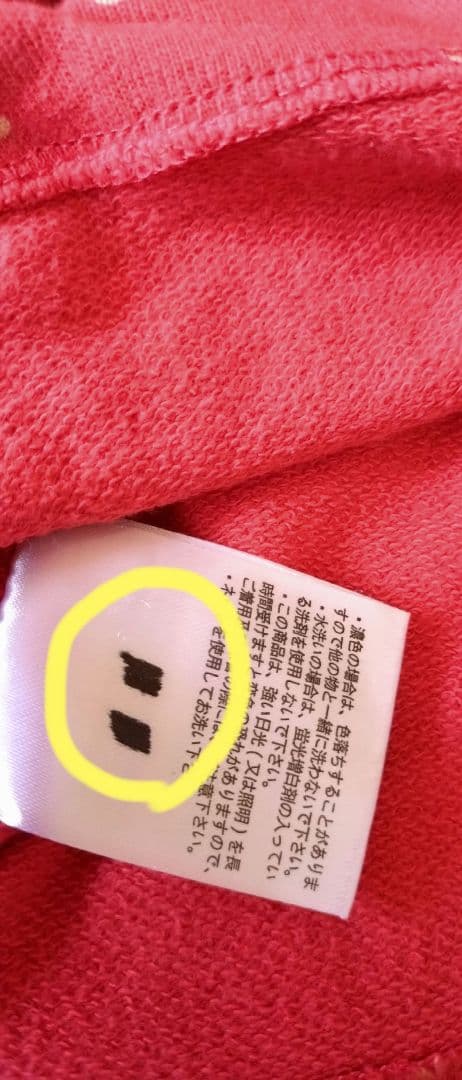 ・濃色の場合は、色落ちすることがありま
すので他の物と一緒に洗わないで下さい。
・水洗いの場合は、蛍光増白剤の入ってい
る洗剤を使用しないで下さい。
・この商品は、強い日光(又は照明)を長
時間受けますと
がありますので、
ご着用
下さい。
・ネ
を使用してお洗い下さ